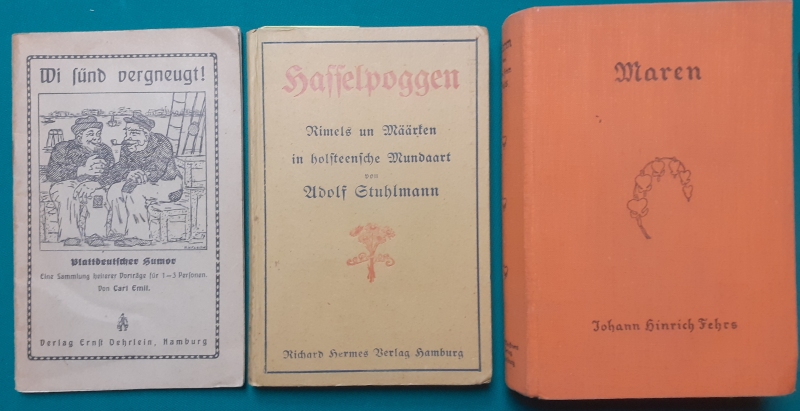 Wi sünd vergneugt!
Plattdeutscher Humor
Eine Sammlung heiterer Vorträge für 1—3 Personen.
Von Carl Emil.
Verlag Ernst Oehrlein, Hamburg
Hasselpoggen
Rimels un Määrken
in holsteensche Mundaart
von
Adolf Stuhlmann
Richard Hermes Verlag Hamburg
Maren
Johann Hinrich Fehrs